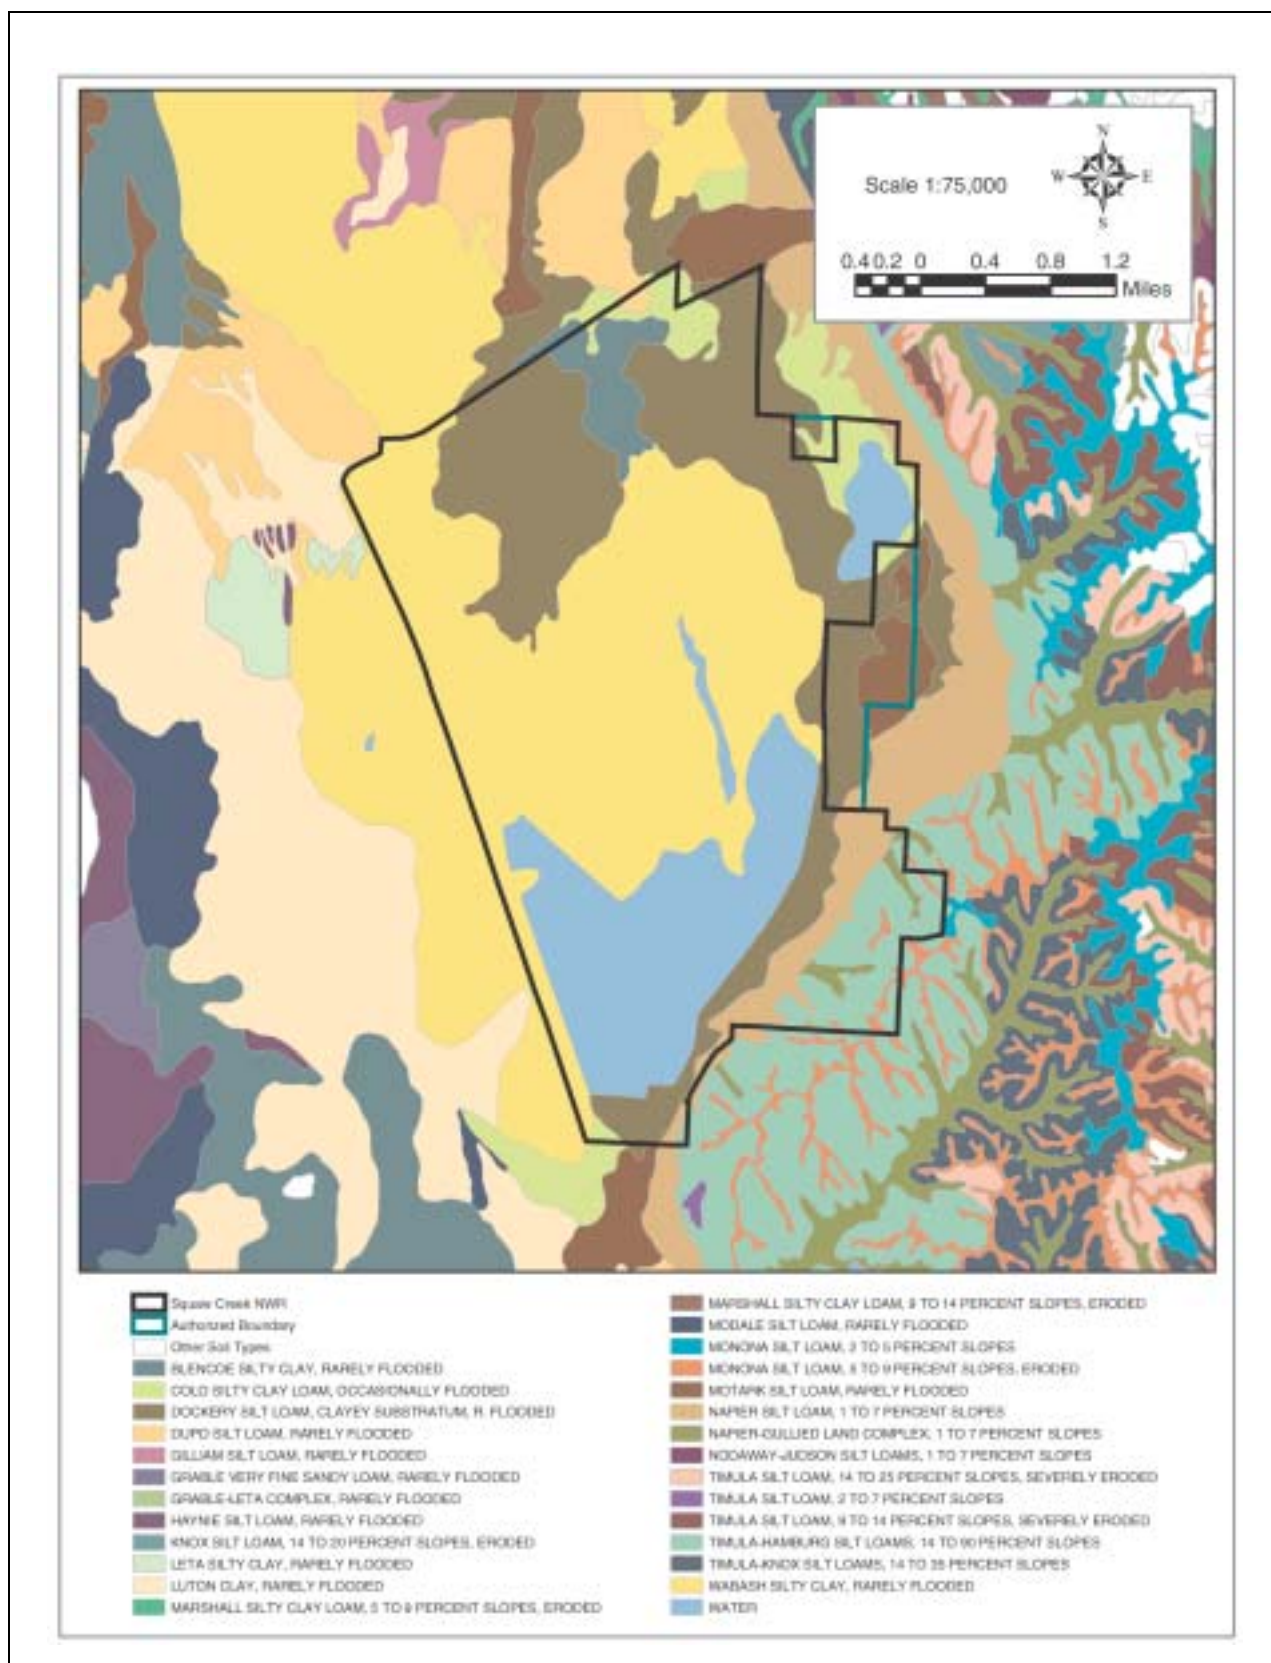 N
Scale 1:75,000
W E
S
0.4 0.2 0 0.4 0.8 1.2
Miles
Squaw Creek NWR
Authorized Boundary
Other Soil Types
BLENCOE SILTY CLAY, RARELY FLOODED
COLO SILTY CLAY LOAM, OCCASIONALLY FLOODED
DOCKERY SILT LOAM, CLAYEY SUBSTRATUM, R. FLOODED
DUPO SILT LOAM, RARELY FLOODED
GILLIAM SILT LOAM, RARELY FLOODED
GRABLE VERY FINE SANDY LOAM, RARELY FLOODED
GRABLE-LETA COMPLEX, RARELY FLOODED
HAYNIE SILT LOAM, RARELY FLOODED
KNOX SILT LOAM, 14 TO 20 PERCENT SLOPES, ERODED
LETA SILTY CLAY, RARELY FLOODED
LUTON CLAY, RARELY FLOODED
MARSHALL SILTY CLAY LOAM, 5 TO 9 PERCENT SLOPES, ERODED
MARSHALL SILTY CLAY LOAM, 9 TO 14 PERCENT SLOPES, ERODED
MODALE SILT LOAM, RARELY FLOODED
MONONA SILT LOAM, 2 TO 5 PERCENT SLOPES
MONONA SILT LOAM, 5 TO 9 PERCENT SLOPES, ERODED
MOTARK SILT LOAM, RARELY FLOODED
NAPIER SILT LOAM, 1 TO 7 PERCENT SLOPES
NAPIER-GULLIED LAND COMPLEX, 1 TO 7 PERCENT SLOPES
NODAWAY-JUDSON SILT LOAMS, 1 TO 7 PERCENT SLOPES
TIMULA SILT LOAM, 14 TO 25 PERCENT SLOPES, SEVERELY ERODED
TIMULA SILT LOAM, 2 TO 7 PERCENT SLOPES
TIMULA SILT LOAM, 9 TO 14 PERCENT SLOPES, SEVERELY ERODED
TIMULA-HAMBURG SILT LOAMS, 14 TO 90 PERCENT SLOPES
TIMULA-KNOX SILT LOAMS, 14 TO 35 PERCENT SLOPES
WABASH SILTY CLAY, RARELY FLOODED
WATER